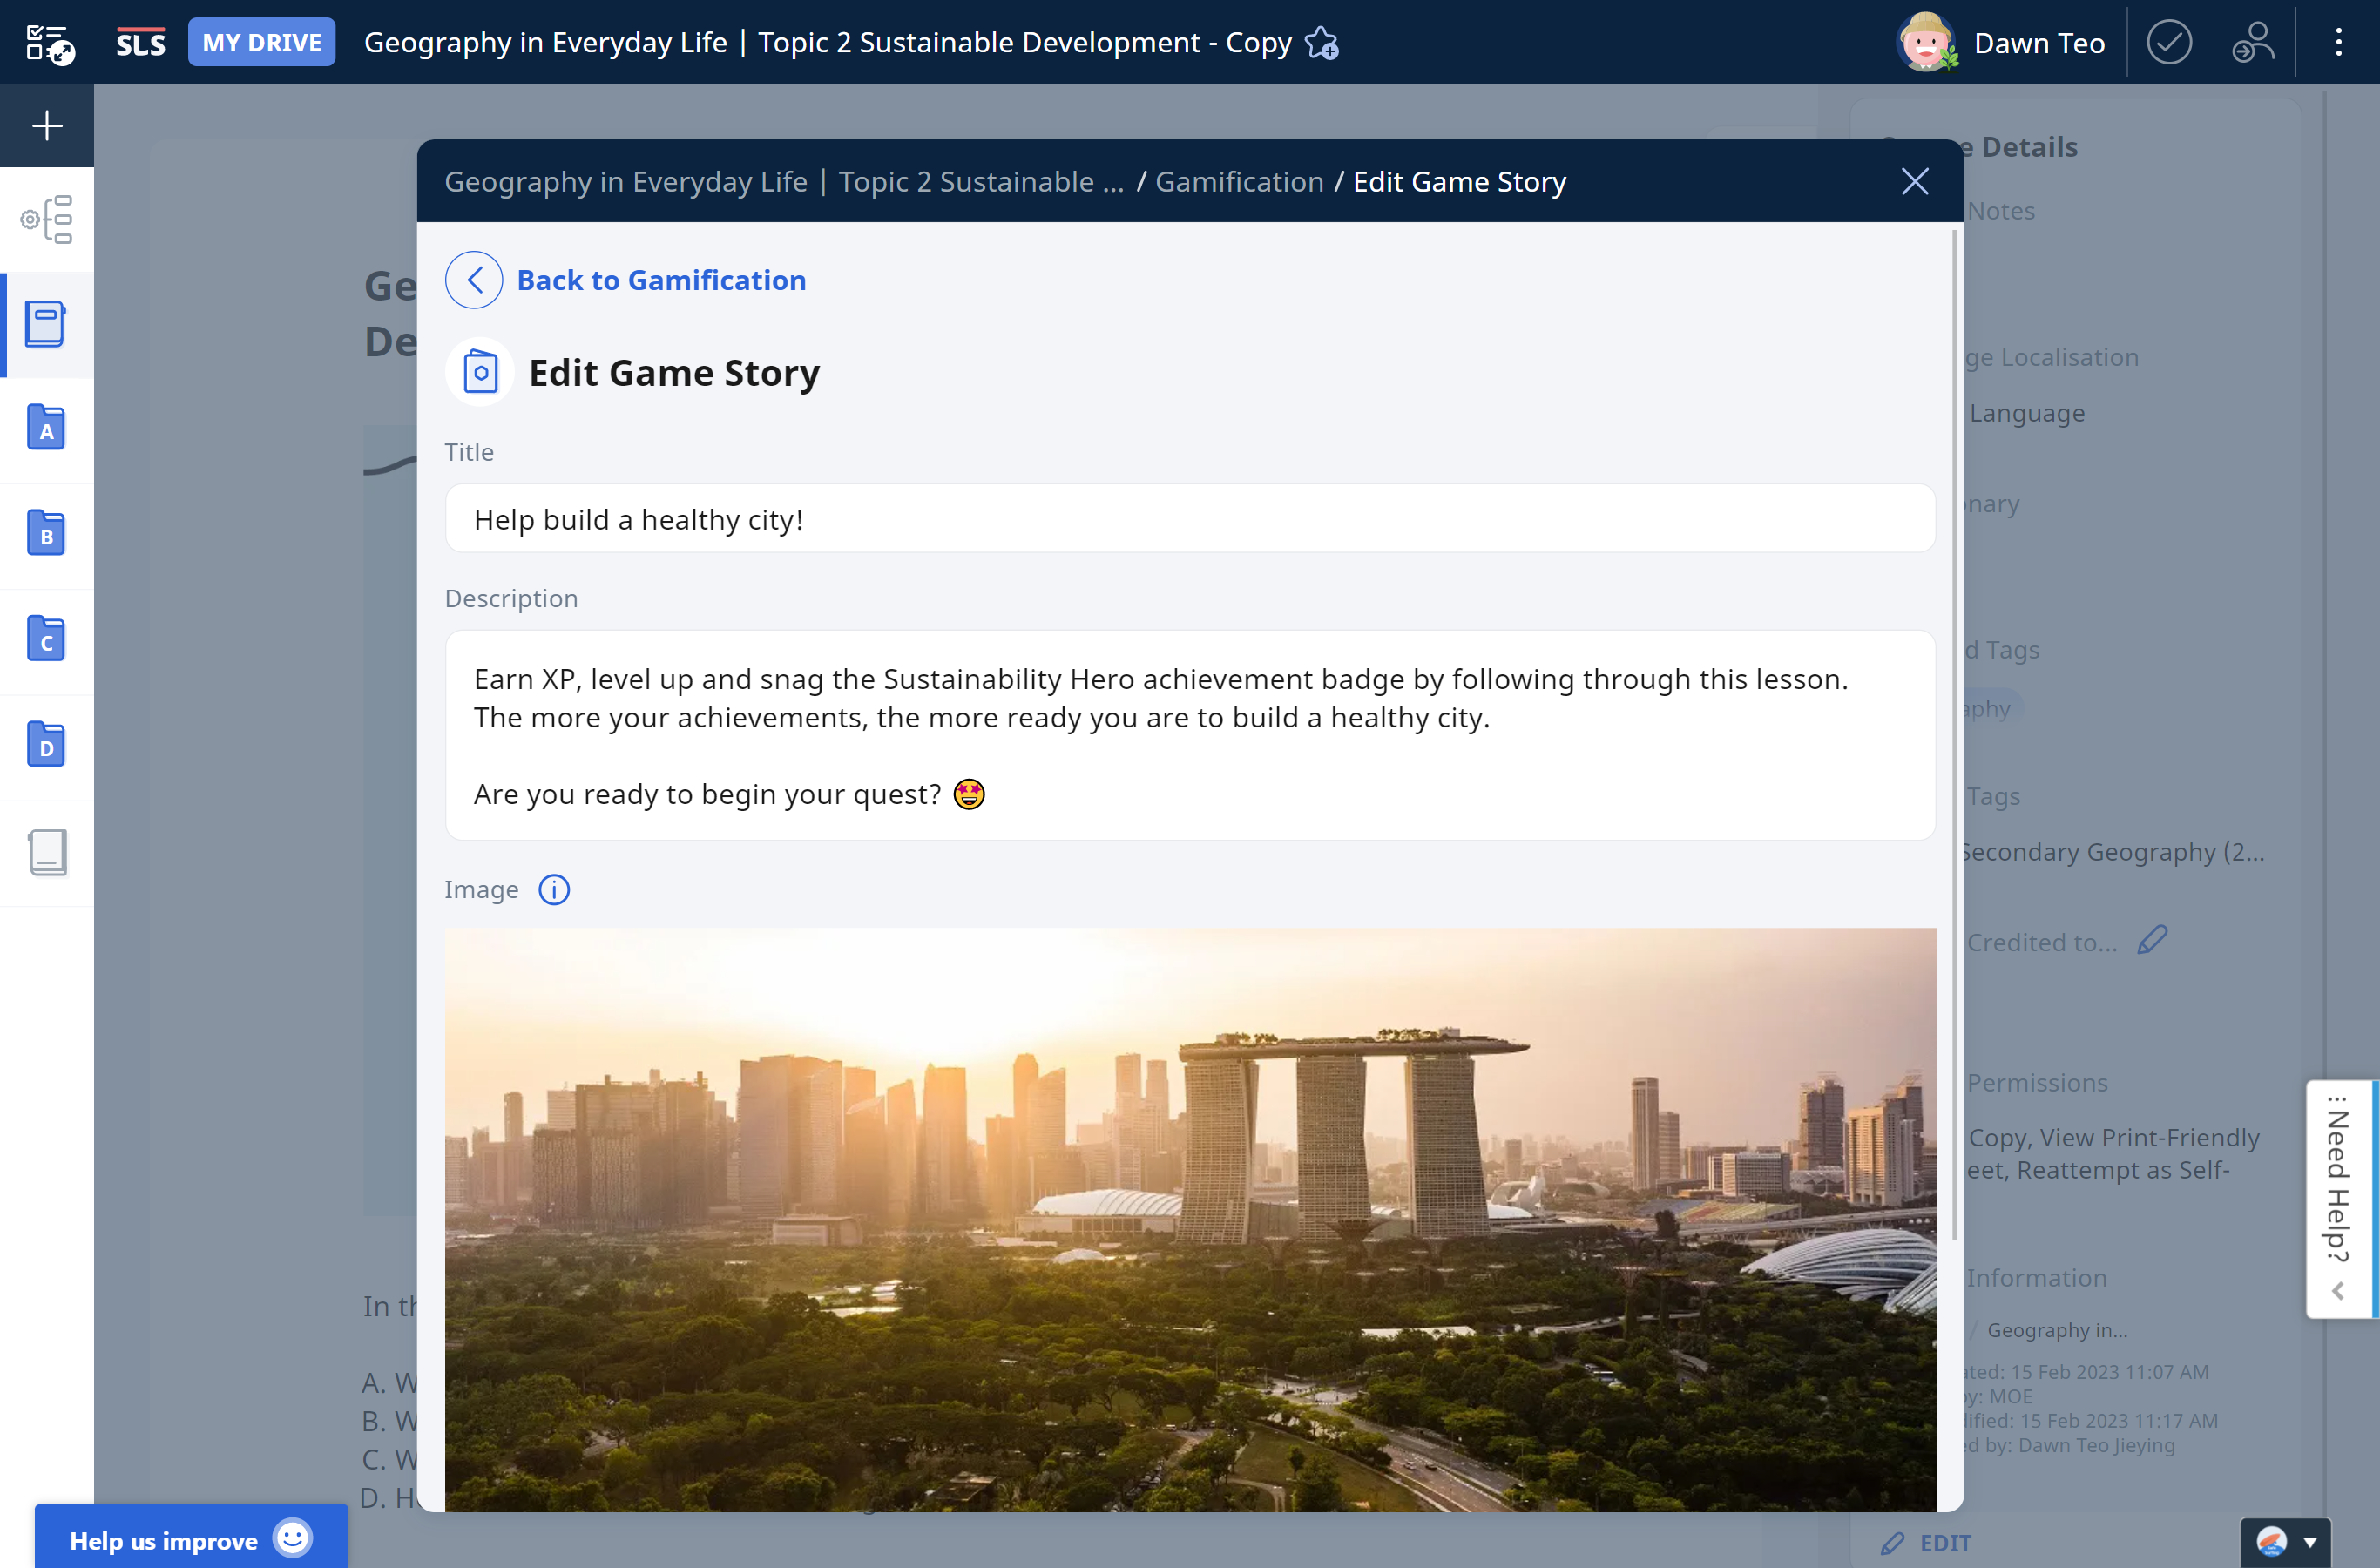 SLS MY DRIVE Geography in Everyday Life | Topic 2 Sustainable Development - Copy
Dawn Teo
Geography in Everyday Life | Topic 2 Sustainable ... / Gamification / Edit Game Story
Back to Gamification
Edit Game Story
Title
Help build a healthy city!
Description
Earn XP, level up and snag the Sustainability Hero achievement badge by following through this lesson.
The more your achievements, the more ready you are to build a healthy city.
Are you ready to begin your quest? 🤩
Image
A
B
C
D
Ge
De
In th
A. W
B. W
C. W
D. H
Help us improve
Details
Notes
Localisation
Language
Tags
Tags
Secondary Geography (2...
Credited to...
Permissions
Copy, View Print-Friendly
Reattempt as Self-
Information
/ Geography in...
15 Feb 2023 11:07 AM
by: MOE
15 Feb 2023 11:17 AM
by: Dawn Teo Jieying
EDIT
Need Help?